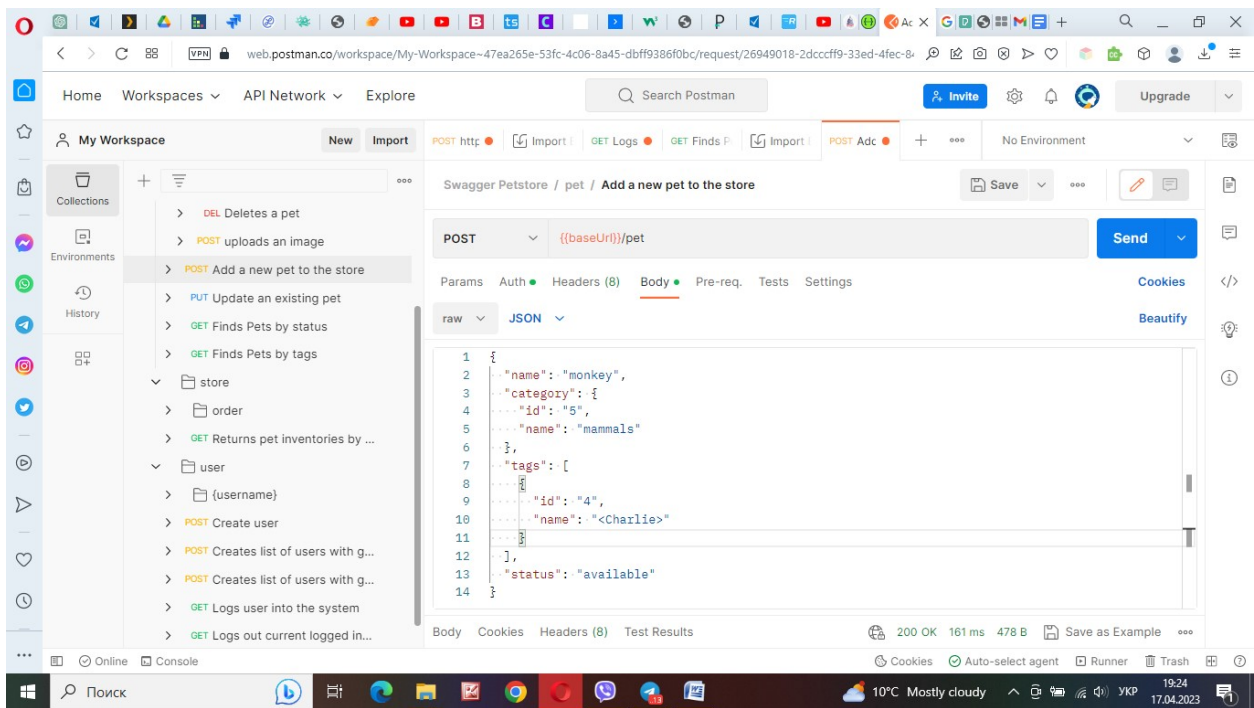 Ac
VPN web.postman.co/workspace/My-Workspace~47ea265e-53fc-4c06-8a45-dbff9386f0bc/request/26949018-2dcccff9-33ed-4fec-84
Home Workspaces API Network Explore Search Postman Invite Upgrade
My Workspace New Import POST http Import GET Logs GET Finds P Import POST Adc No Environment
Collections
Environments
History
DEL Deletes a pet
POST uploads an image
POST Add a new pet to the store
PUT Update an existing pet
GET Finds Pets by status
GET Finds Pets by tags
store
order
GET Returns pet inventories by ...
user
{username}
POST Create user
POST Creates list of users with g...
POST Creates list of users with g...
GET Logs user into the system
GET Logs out current logged in...
Swagger Petstore / pet / Add a new pet to the store Save
POST {{baseUrl}}/pet Send
Params Auth Headers (8) Body Pre-req. Tests Settings Cookies
raw JSON Beautify
1 {
2 "name": "monkey",
3 "category": {
4 "id": "5",
5 "name": "mammals"
6 },
7 "tags": [
8 {
9 "id": "4",
10 "name": "<Charlie>"
11 }
12 ],
13 "status": "available"
14 }
Body Cookies Headers (8) Test Results 200 OK 161 ms 478 B Save as Example
Online Console Cookies Auto-select agent Runner Trash
Поиск 10°C Mostly cloudy УКР 19:24
17.04.2023